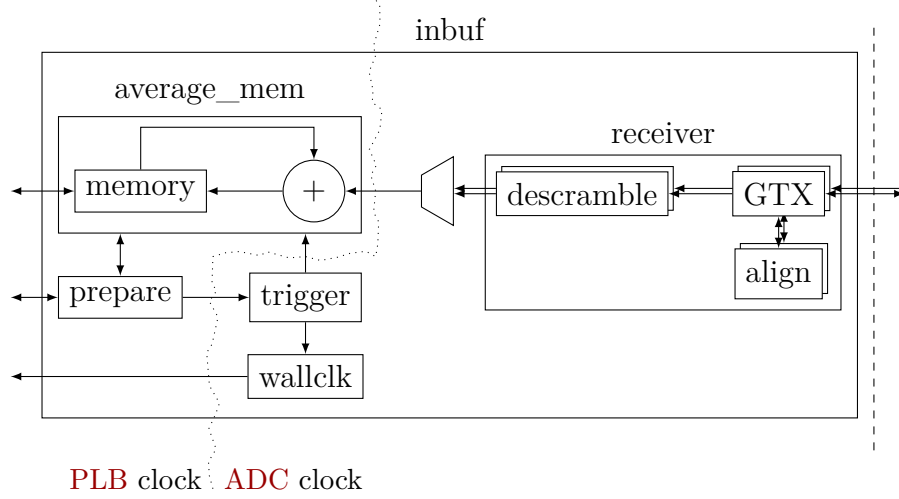 inbuf
average_mem
receiver
memory
+
descramble
GTX
align
prepare
trigger
wallclk
PLB clock
ADC clock